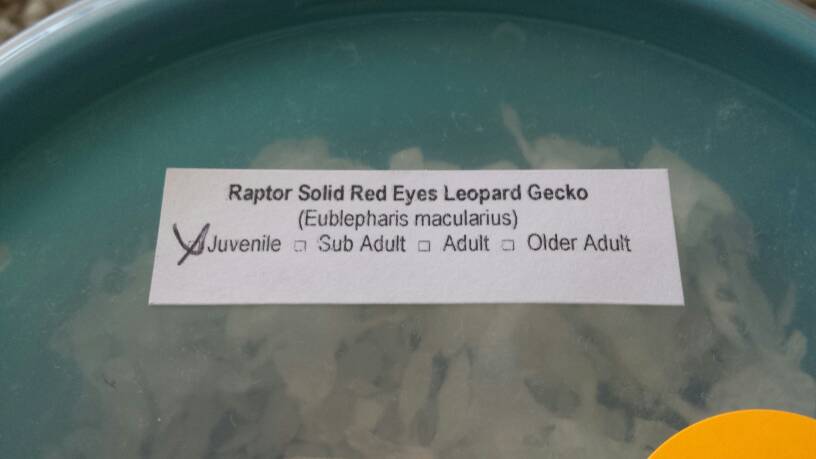 Raptor Solid Red Eyes Leopard Gecko
(Eublepharis macularius)
☑ Juvenile ☐ Sub Adult ☐ Adult ☐ Older Adult